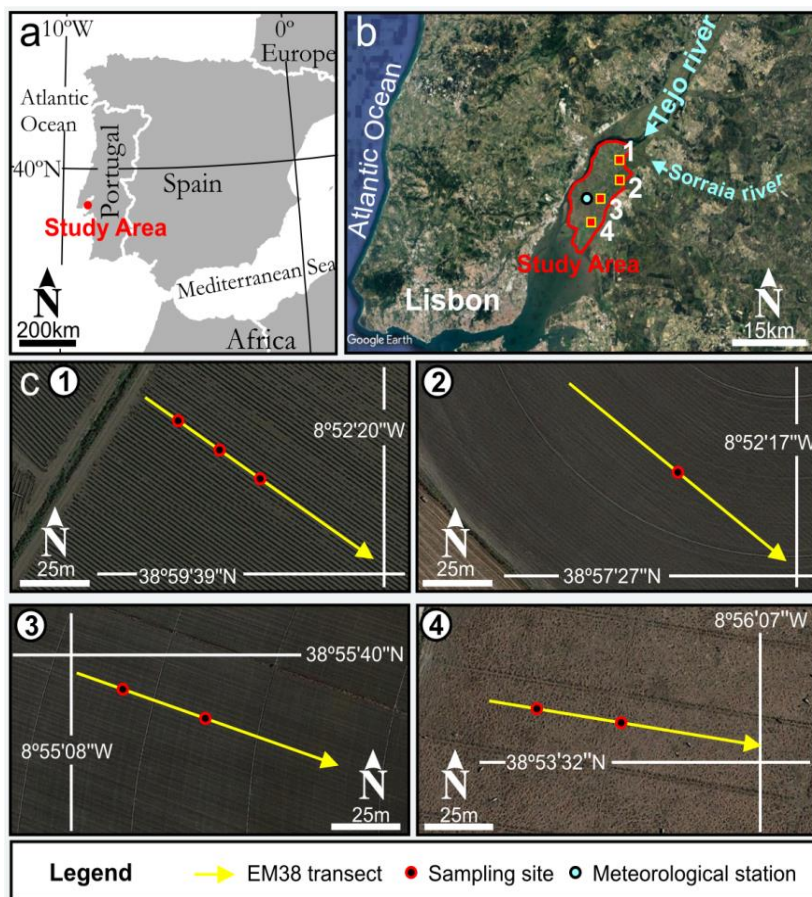 a
10ºW
0º
Europe
Atlantic
Ocean
40ºN
Portugal
Spain
Study Area
Mediterranean Sea
N
200km
Africa
b
Atlantic Ocean
Tejo river
1
Sorraia river
2
3
4
Study Area
Lisbon
N
Google Earth
15km
c
1
8º52'20"W
N
25m
38º59'39"N
2
8º52'17"W
N
25m
38º57'27"N
3
38º55'40"N
8º55'08"W
N
25m
4
8º56'07"W
N
38º53'32"N
25m
Legend
EM38 transect
Sampling site
Meteorological station